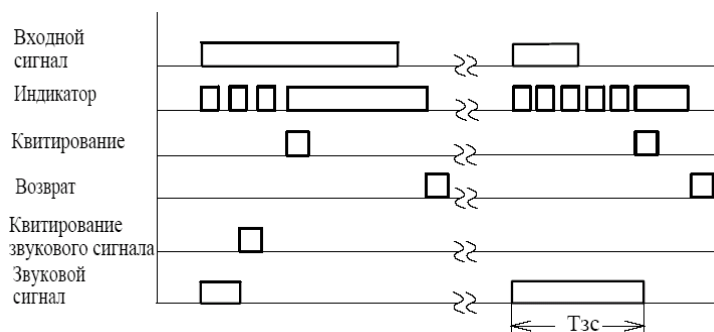 Входной
сигнал
Индикатор
Квитирование
Возврат
Квитирование
звукового сигнала
Звуковой
сигнал
Тзс